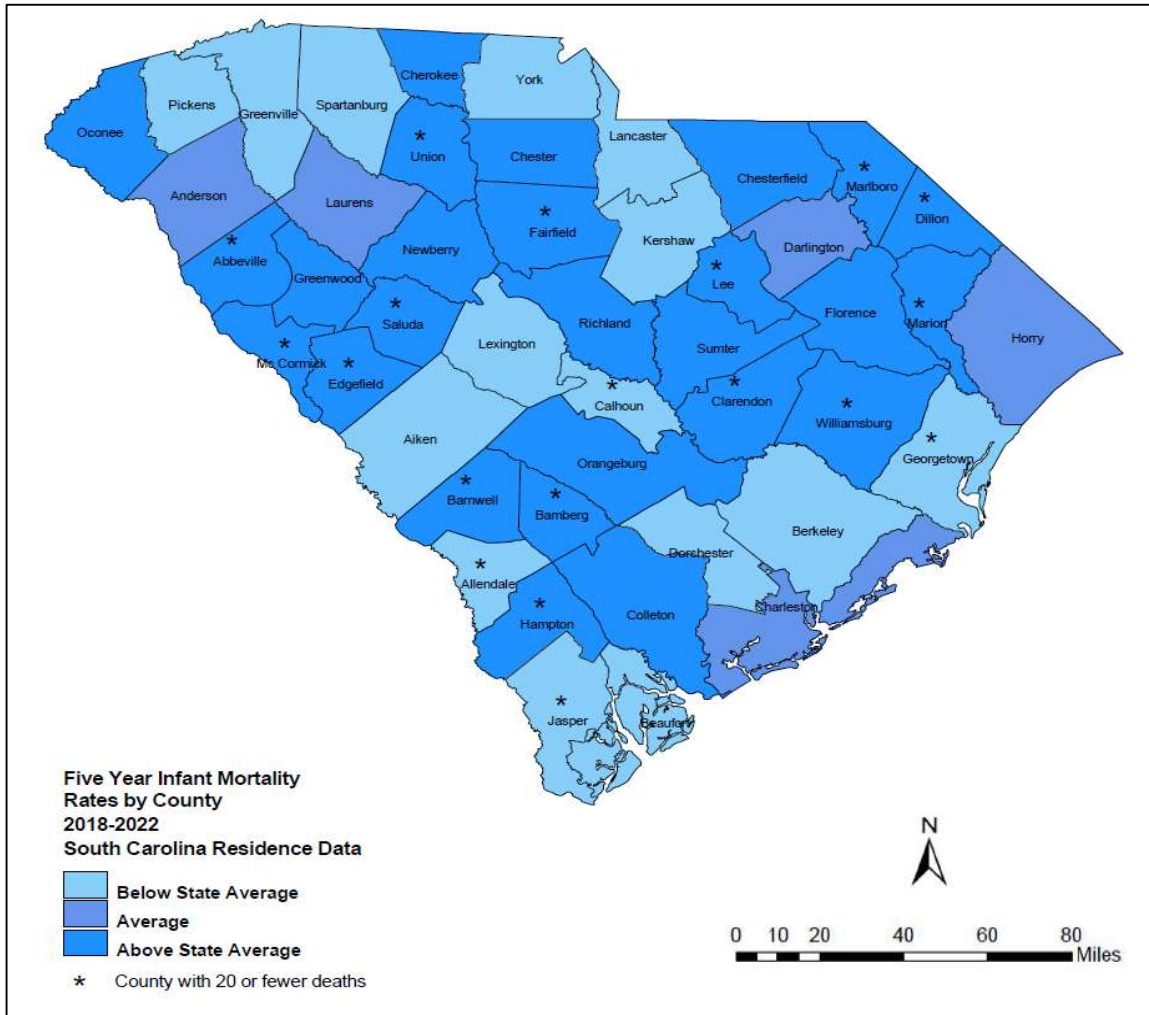 Cherokee
York
Pickens
Greenville
Spartanburg
Oconee
Lancaster
*
Union
Chester
Chesterfield
*
Marlboro
Anderson
Laurens
*
Dillon
*
Fairfield
*
Abbeville
Newberry
Kershaw
Darlington
Greenwood
*
Lee
*
Saluda
Richland
Florence
*
Marion
Horry
Lexington
Sumter
*
Mc Cormick
*
Edgefield
*
Calhoun
*
Clarendon
*
Williamsburg
Aiken
*
Georgetown
Orangeburg
*
Barnwell
*
Bamberg
Berkeley
Dorchester
*
Allendale
Charleston
*
Hampton
Colleton
*
Jasper
Beaufort
Five Year Infant Mortality
Rates by County
2018-2022
South Carolina Residence Data
Below State Average
Average
Above State Average
* County with 20 or fewer deaths
N
0 10 20 40 60 80
Miles